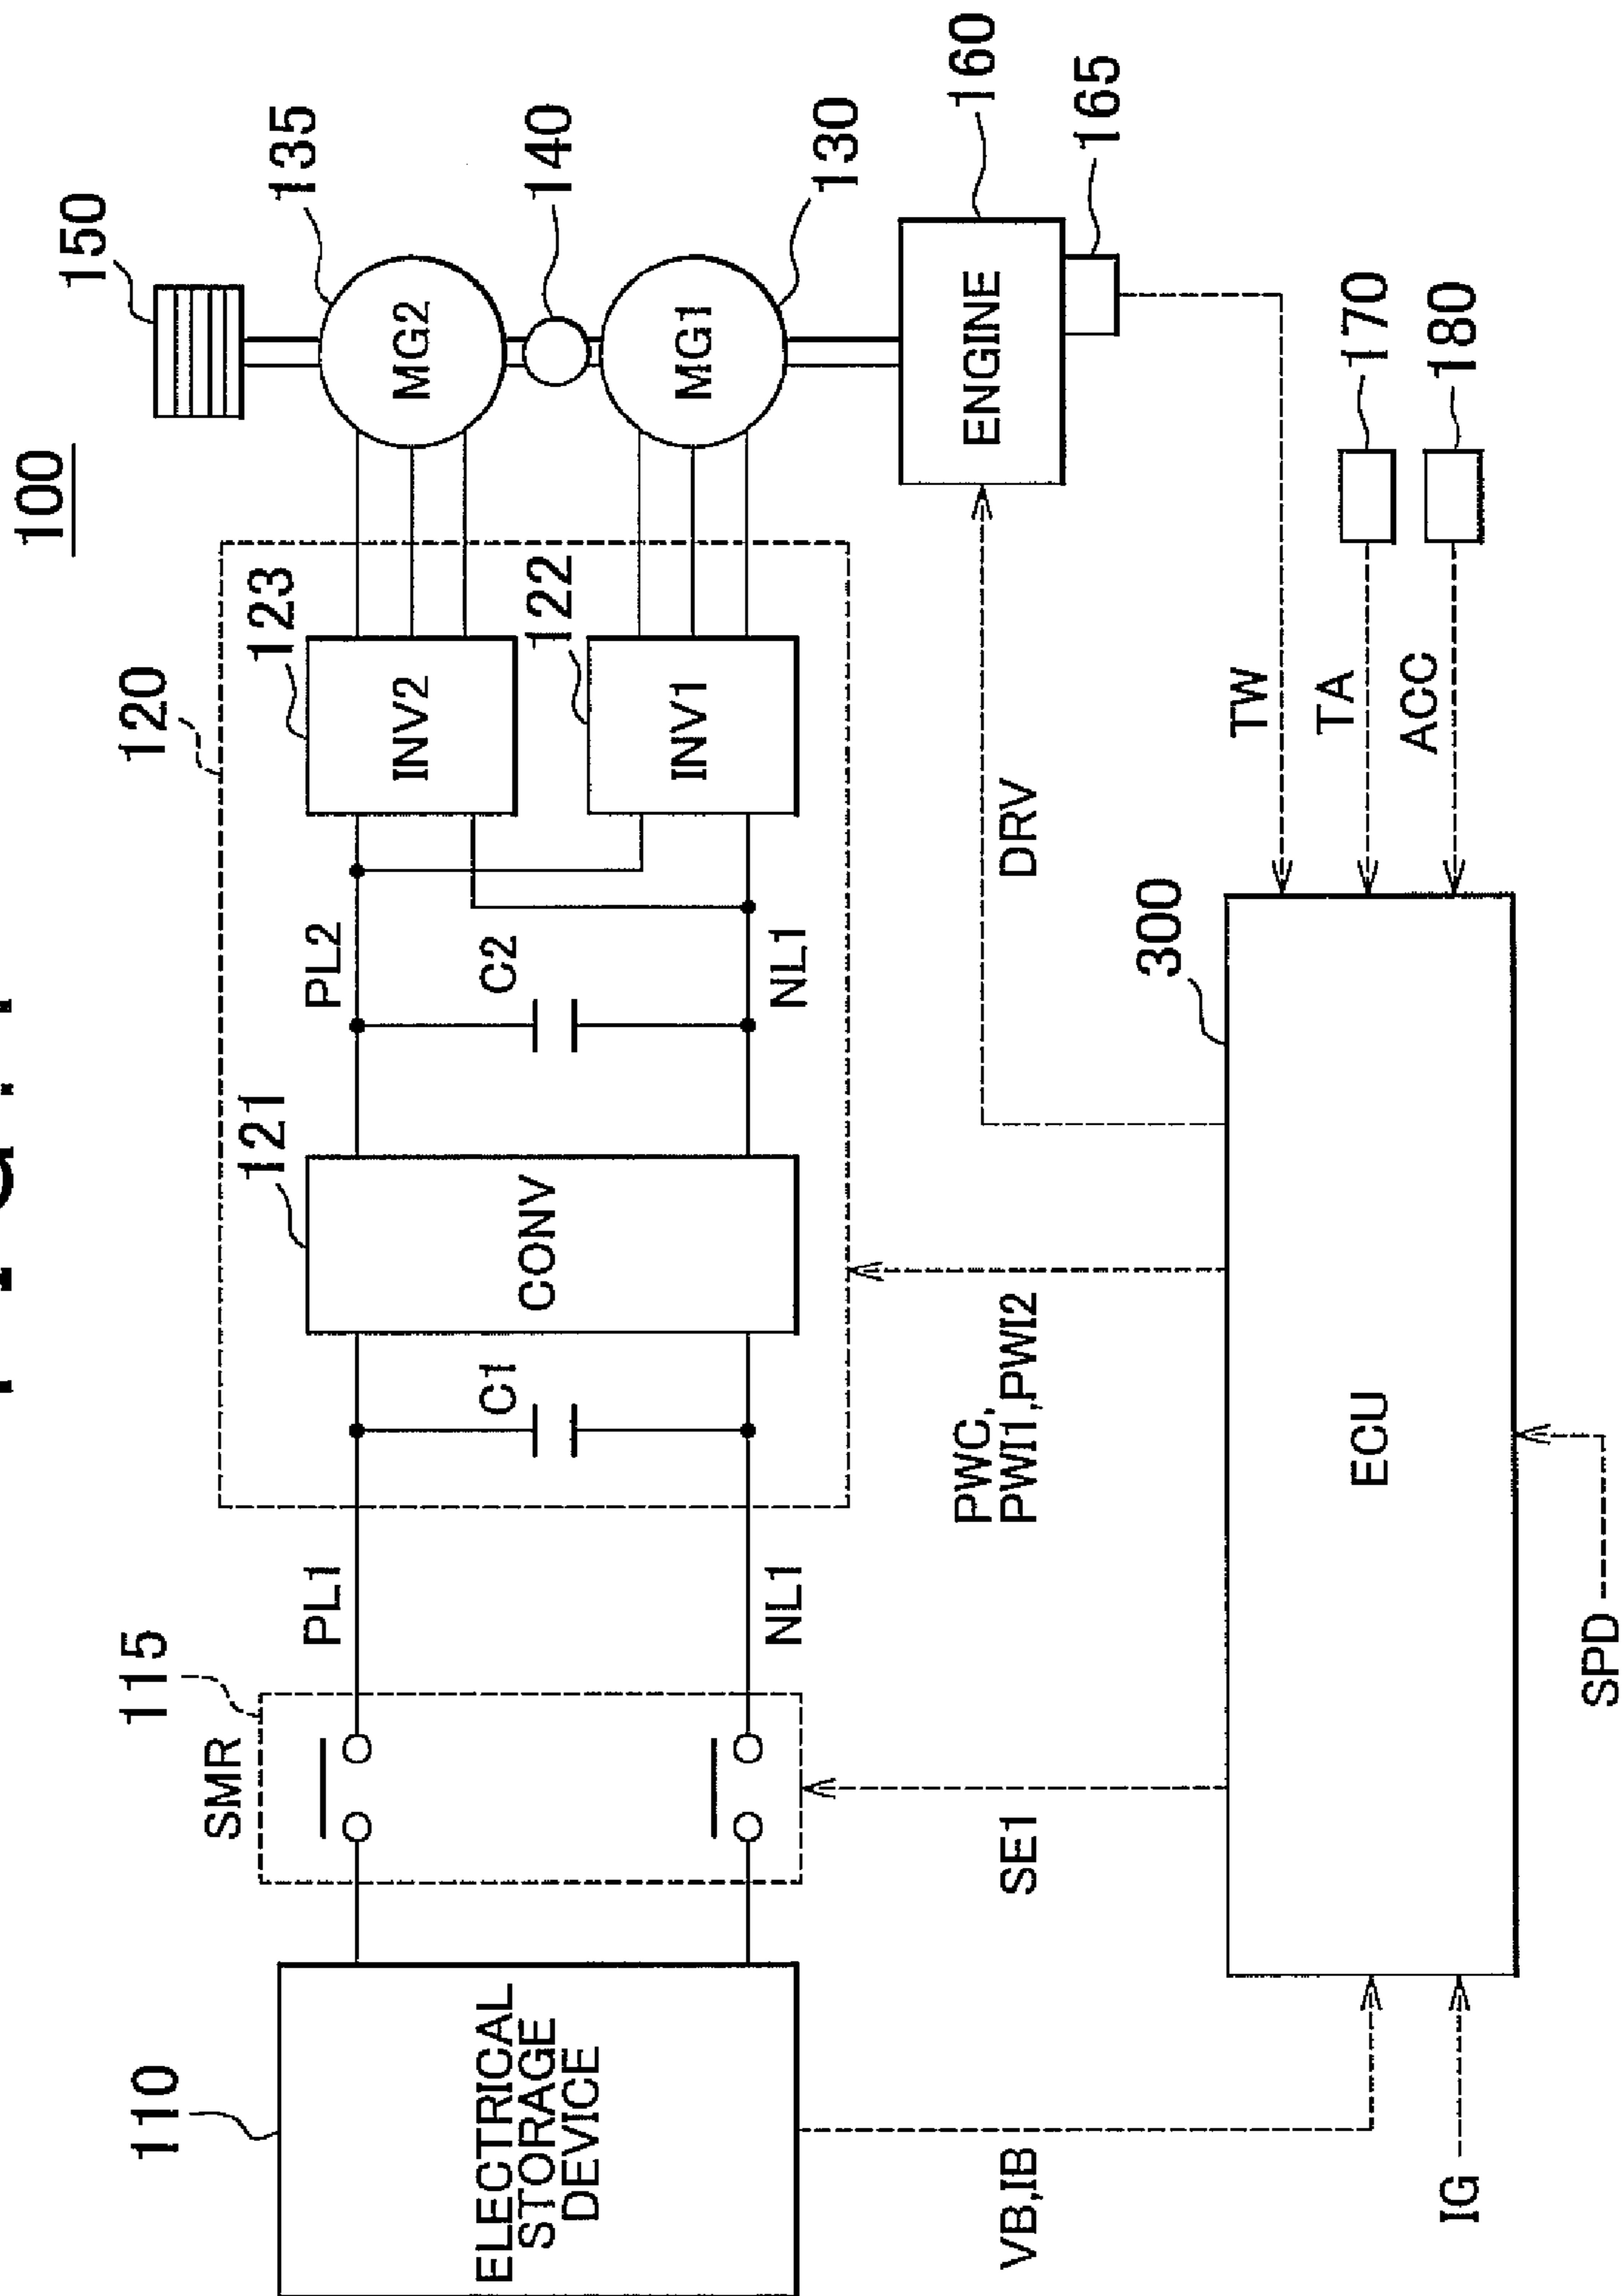 100
150
135
140
130
160
165
170
180
120
123
122
121
115
110
300
MG2
MG1
ENGINE
INV2
INV1
PL2
C2
NL1
CONV
C1
PL1
NL1
SMR
ELECTRICAL
STORAGE
DEVICE
DRV
TW
TA
ACC
PWC,
PWI1,PWI2
SE1
VB,IB
IG
SPD
ECU